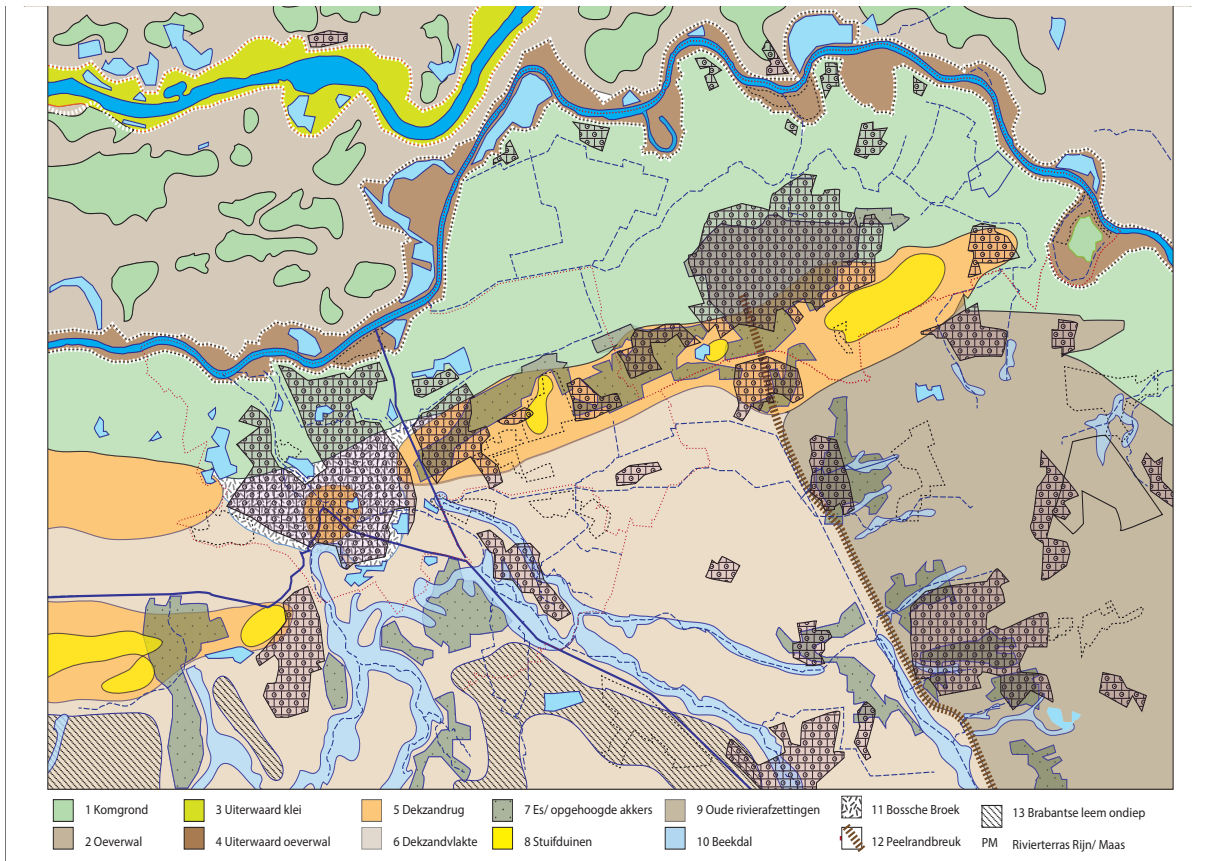 1 Komgrond
3 Uiterwaard klei
5 Dekzandrug
7 Es/ opgehoogde akkers
9 Oude rivierafzettingen
11 Bossche Broek
13 Brabantse leem ondiep
2 Oeverwal
4 Uiterwaard oeverwal
6 Dekzandvlakte
8 Stuifduinen
10 Beekdal
12 Peelrandbreuk
PM Rivierterras Rijn/ Maas